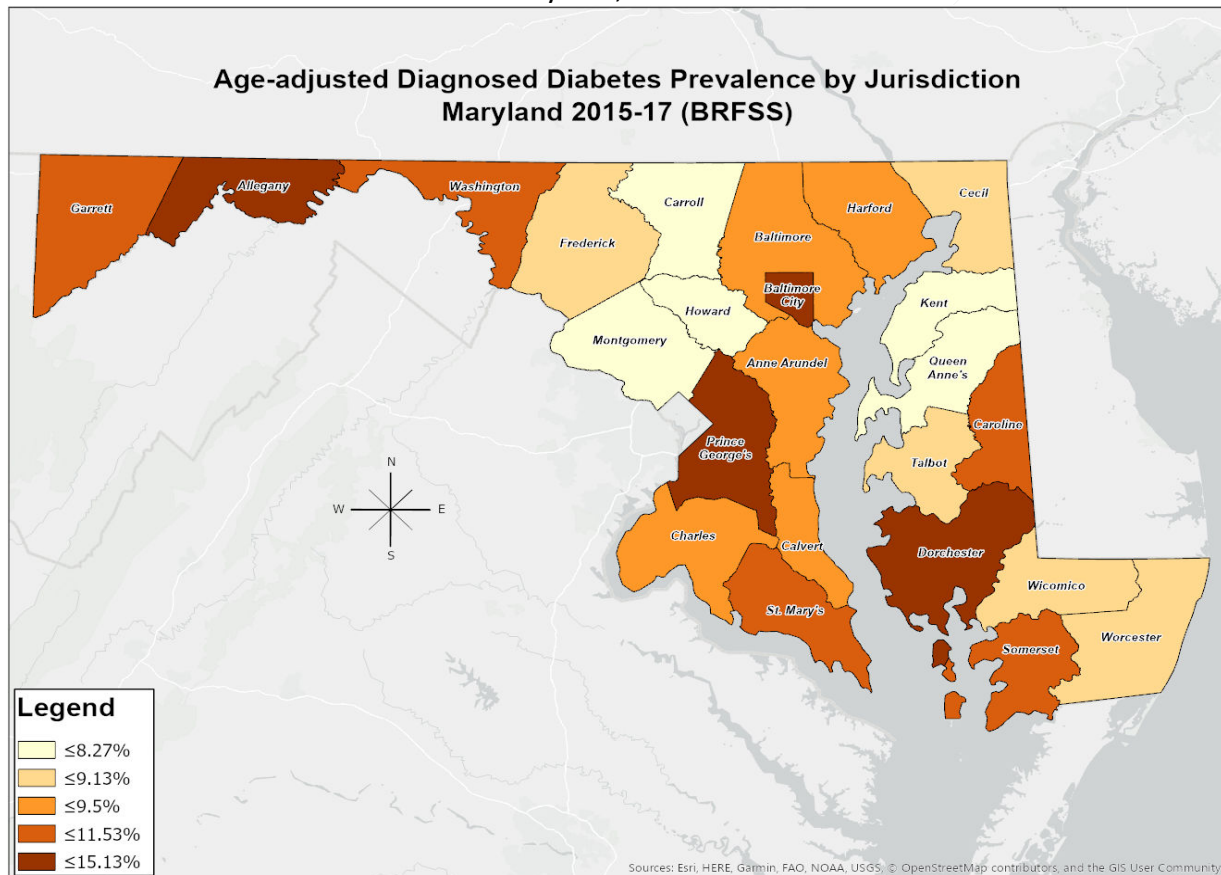 Age-adjusted Diagnosed Diabetes Prevalence by Jurisdiction
Maryland 2015-17 (BRFSS)
Garrett
Allegany
Washington
Frederick
Carroll
Baltimore
Harford
Cecil
Baltimore
City
Howard
Montgomery
Kent
Queen
Anne's
Anne Arundel
Caroline
Prince
George's
Talbot
N
W
E
S
Charles
Calvert
Dorchester
Wicomico
St. Mary's
Somerset
Worcester
Legend
≤8.27%
≤9.13%
≤9.5%
≤11.53%
≤15.13%
Sources: Esri, HERE, Garmin, FAO, NOAA, USGS, © OpenStreetMap contributors, and the GIS User Community